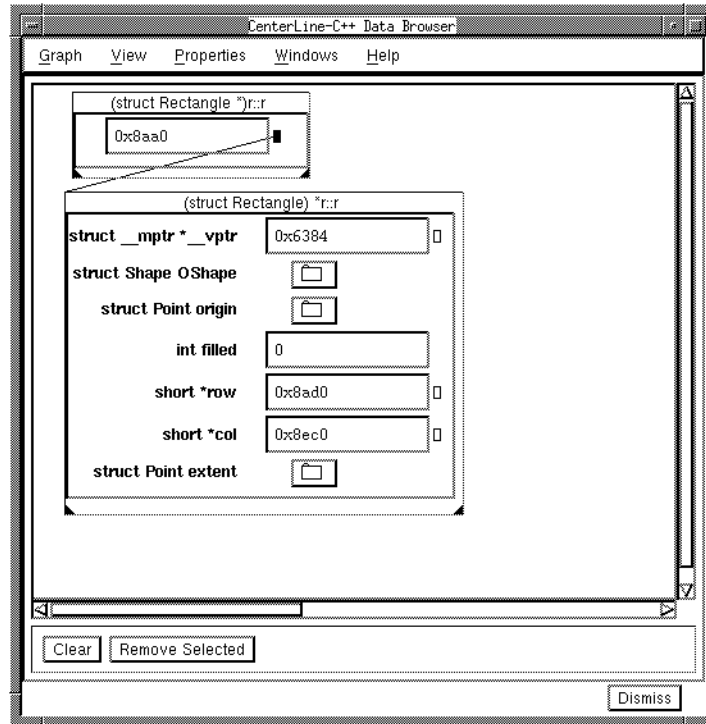 CenterLine-C++ Data Browser
Graph View Properties Windows Help
(struct Rectangle *)r::r
0x8aa0
(struct Rectangle) *r::r
struct __mptr *__vptr 0x6384
struct Shape OShape
struct Point origin
int filled 0
short *row 0x8ad0
short *col 0x8ec0
struct Point extent
Clear Remove Selected
Dismiss